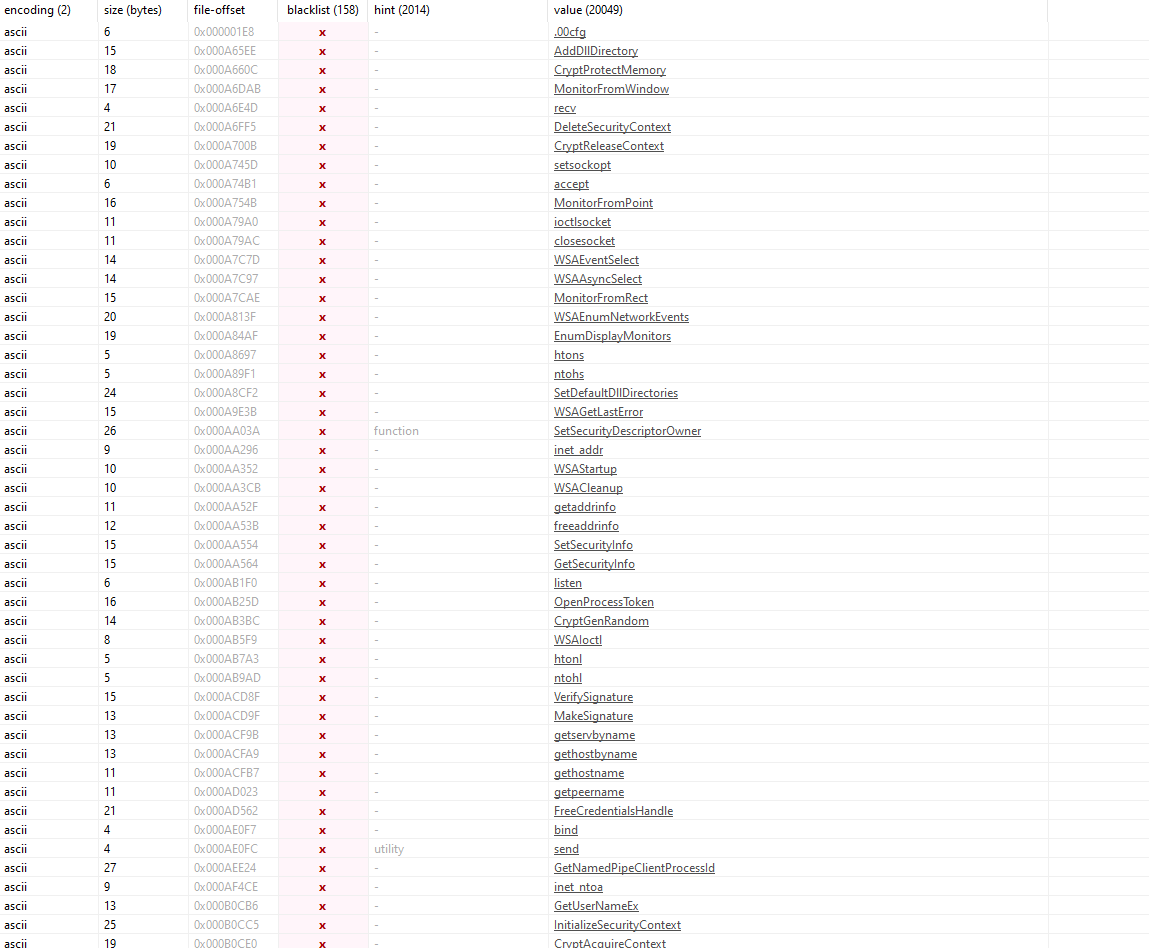 encoding (2) size (bytes) file-offset blacklist (158) hint (2014) value (20049)
ascii 6 0x000001E8 x - .00cfg
ascii 15 0x000A65EE x - AddDllDirectory
ascii 18 0x000A660C x - CryptProtectMemory
ascii 17 0x000A6DAB x - MonitorFromWindow
ascii 4 0x000A6E4D x - recv
ascii 21 0x000A6FF5 x - DeleteSecurityContext
ascii 19 0x000A700B x - CryptReleaseContext
ascii 10 0x000A745D x - setsockopt
ascii 6 0x000A74B1 x - accept
ascii 16 0x000A754B x - MonitorFromPoint
ascii 11 0x000A79A0 x - ioctlsocket
ascii 11 0x000A79AC x - closesocket
ascii 14 0x000A7C7D x - WSAEventSelect
ascii 14 0x000A7C97 x - WSAAsyncSelect
ascii 15 0x000A7CAE x - MonitorFromRect
ascii 20 0x000A813F x - WSAEnumNetworkEvents
ascii 19 0x000A84AF x - EnumDisplayMonitors
ascii 5 0x000A8697 x - htons
ascii 5 0x000A89F1 x - ntohs
ascii 24 0x000A8CF2 x - SetDefaultDllDirectories
ascii 15 0x000A9E3B x - WSAGetLastError
ascii 26 0x000AA03A x function SetSecurityDescriptorOwner
ascii 9 0x000AA296 x - inet_addr
ascii 10 0x000AA352 x - WSAStartup
ascii 10 0x000AA3CB x - WSACleanup
ascii 11 0x000AA52F x - getaddrinfo
ascii 12 0x000AA53B x - freeaddrinfo
ascii 15 0x000AA554 x - SetSecurityInfo
ascii 15 0x000AA564 x - GetSecurityInfo
ascii 6 0x000AB1F0 x - listen
ascii 16 0x000AB25D x - OpenProcessToken
ascii 14 0x000AB3BC x - CryptGenRandom
ascii 8 0x000AB5F9 x - WSAIoctl
ascii 5 0x000AB7A3 x - htonl
ascii 5 0x000AB9AD x - ntohl
ascii 15 0x000ACD8F x - VerifySignature
ascii 13 0x000ACD9F x - MakeSignature
ascii 13 0x000ACF9B x - getservbyname
ascii 13 0x000ACFA9 x - gethostbyname
ascii 11 0x000ACFB7 x - gethostname
ascii 11 0x000AD023 x - getpeername
ascii 21 0x000AD562 x - FreeCredentialsHandle
ascii 4 0x000AE0F7 x - bind
ascii 4 0x000AE0FC x utility send
ascii 27 0x000AEE24 x - GetNamedPipeClientProcessId
ascii 9 0x000AF4CE x - inet_ntoa
ascii 13 0x000B0CB6 x - GetUserNameEx
ascii 25 0x000B0CC5 x - InitializeSecurityContext
ascii 19 0x000B0CE0 x - CryptAcquireContext